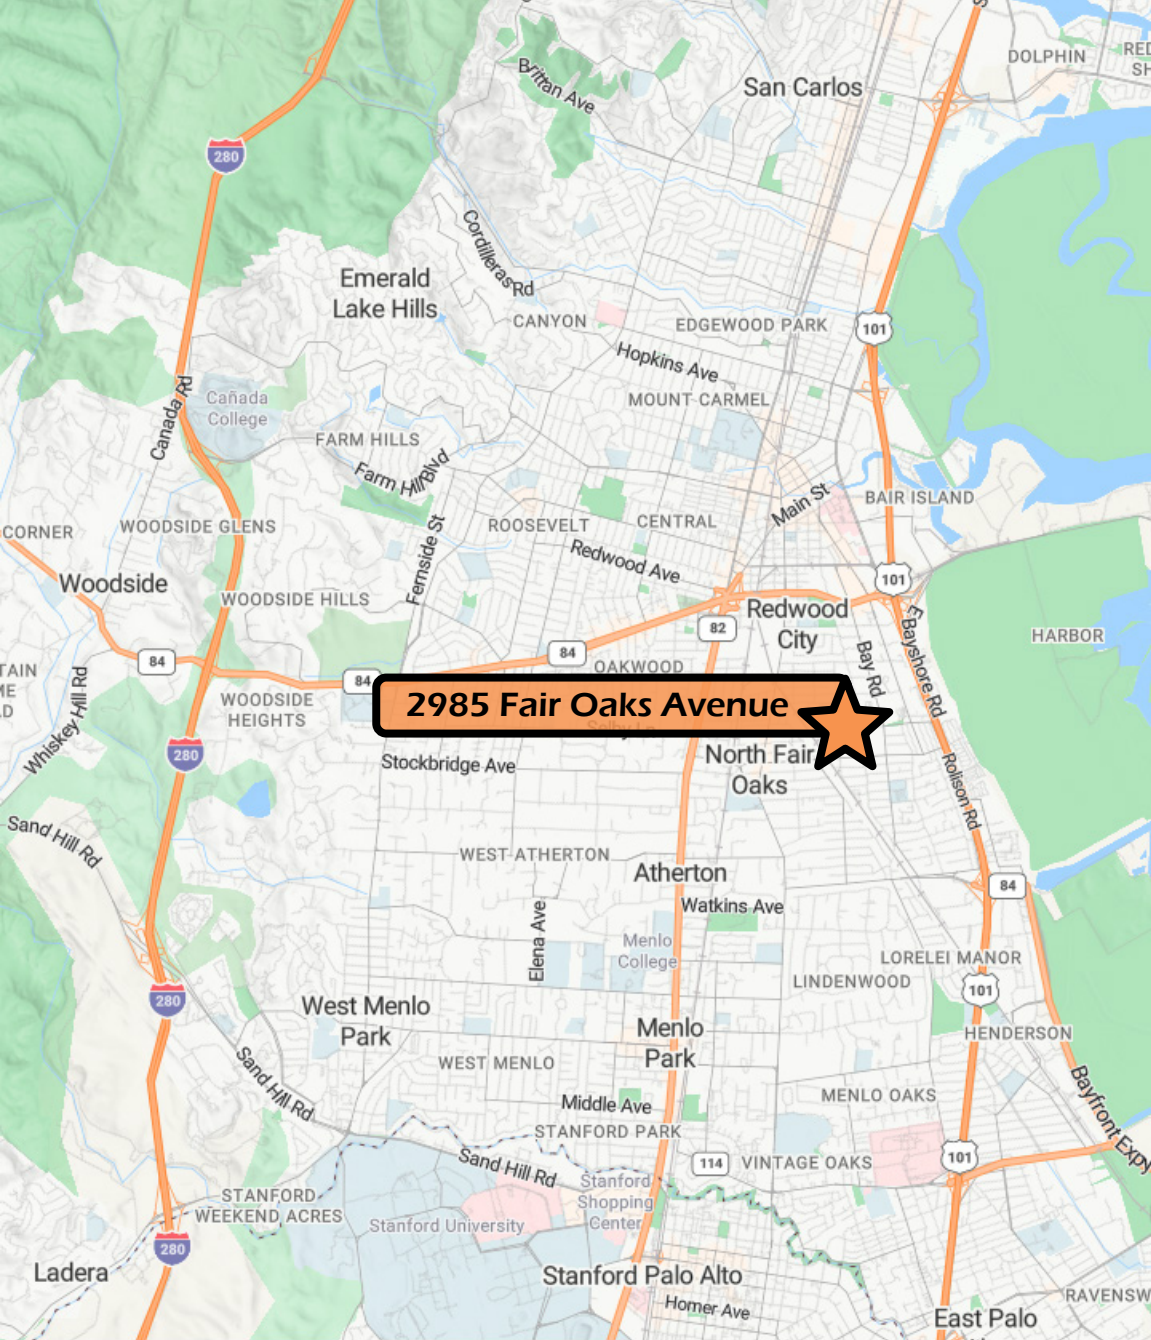 DOLPHIN
San Carlos
Brittan Ave
280
Cordilleras Rd
Emerald
Lake Hills
CANYON
EDGEWOOD PARK
101
Hopkins Ave
Canada Rd
Cañada
College
MOUNT CARMEL
FARM HILLS
Farm Hill Blvd
Main St
BAIR ISLAND
CORNER
WOODSIDE GLENS
Fernside St
ROOSEVELT
CENTRAL
Redwood Ave
Woodside
WOODSIDE HILLS
101
Redwood
City
82
E Bayshore Rd
HARBOR
84
84
OAKWOOD
Bay Rd
84
Whiskey Hill Rd
WOODSIDE
HEIGHTS
2985 Fair Oaks Avenue
Selby Ln
280
Stockbridge Ave
North Fair
Oaks
Rolison Rd
Sand Hill Rd
WEST ATHERTON
Atherton
84
Watkins Ave
Elena Ave
Menlo
College
LORELEI MANOR
LINDENWOOD
280
101
West Menlo
Park
Menlo
Park
HENDERSON
WEST MENLO
Sand Hill Rd
MENLO OAKS
Middle Ave
Bayfront Expy
STANFORD PARK
Sand Hill Rd
114
VINTAGE OAKS
101
STANFORD
WEEKEND ACRES
Stanford
Shopping
Center
Stanford University
280
Ladera
Stanford Palo Alto
Homer Ave
RAVENSW
East Palo